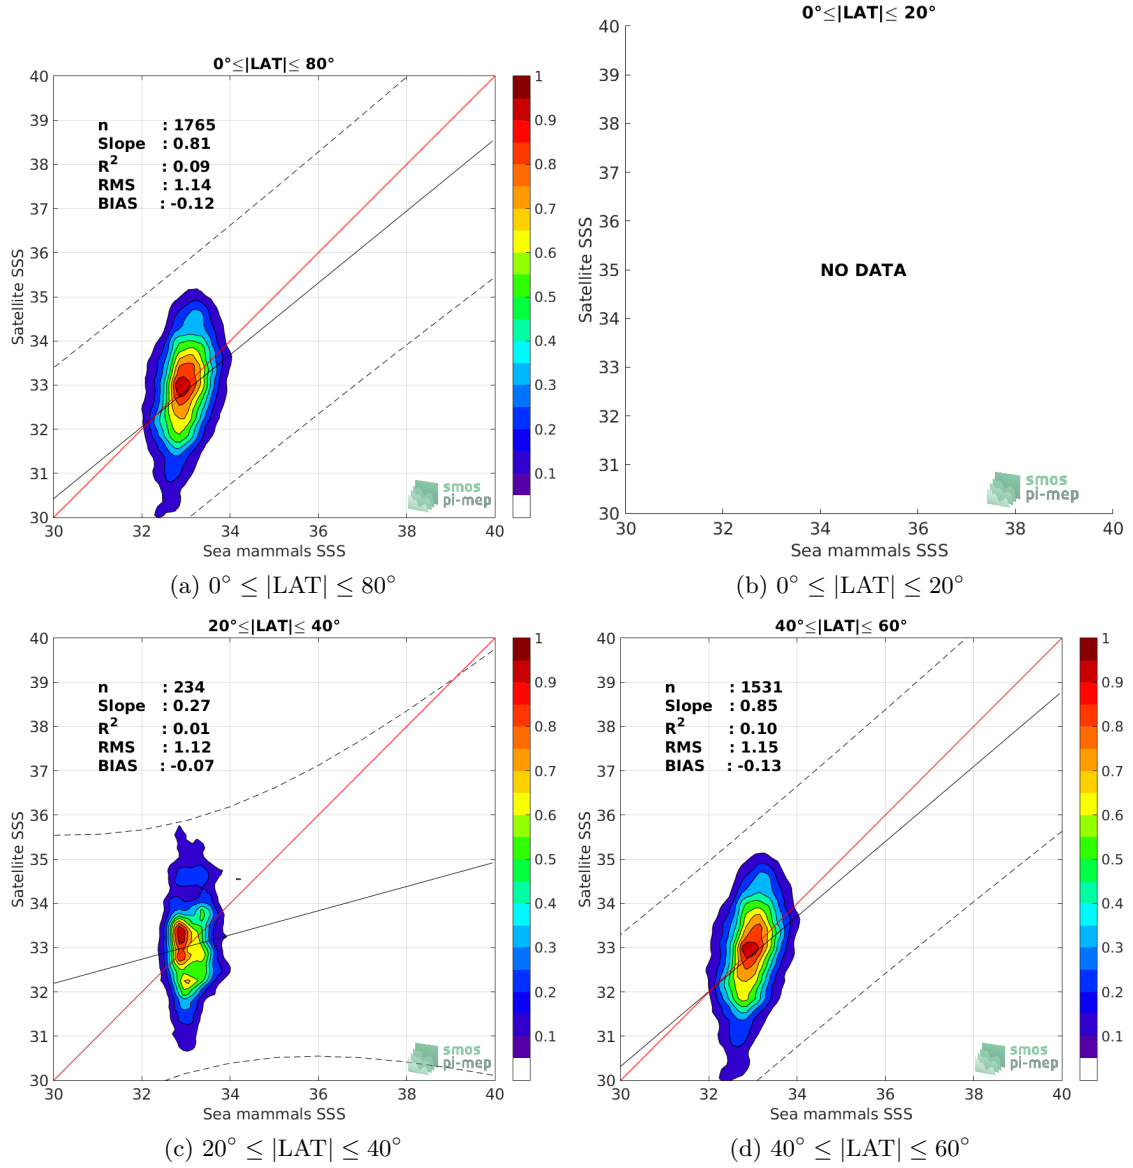 0°≤|LAT|≤ 80°
40
39
38
37
36
35
34
33
32
31
30
Satellite SSS
n : 1765
Slope : 0.81
R² : 0.09
RMS : 1.14
BIAS : -0.12
smos
pi-mep
30 32 34 36 38 40
Sea mammals SSS
1
0.9
0.8
0.7
0.6
0.5
0.4
0.3
0.2
0.1
(a) 0° ≤ |LAT| ≤ 80°
0°≤|LAT|≤ 20°
40
39
38
37
36
35
34
33
32
31
30
Satellite SSS
NO DATA
smos
pi-mep
30 32 34 36 38 40
Sea mammals SSS
(b) 0° ≤ |LAT| ≤ 20°
20°≤|LAT|≤ 40°
40
39
38
37
36
35
34
33
32
31
30
Satellite SSS
n : 234
Slope : 0.27
R² : 0.01
RMS : 1.12
BIAS : -0.07
smos
pi-mep
30 32 34 36 38 40
Sea mammals SSS
1
0.9
0.8
0.7
0.6
0.5
0.4
0.3
0.2
0.1
(c) 20° ≤ |LAT| ≤ 40°
40°≤|LAT|≤ 60°
40
39
38
37
36
35
34
33
32
31
30
Satellite SSS
n : 1531
Slope : 0.85
R² : 0.10
RMS : 1.15
BIAS : -0.13
smos
pi-mep
30 32 34 36 38 40
Sea mammals SSS
1
0.9
0.8
0.7
0.6
0.5
0.4
0.3
0.2
0.1
(d) 40° ≤ |LAT| ≤ 60°